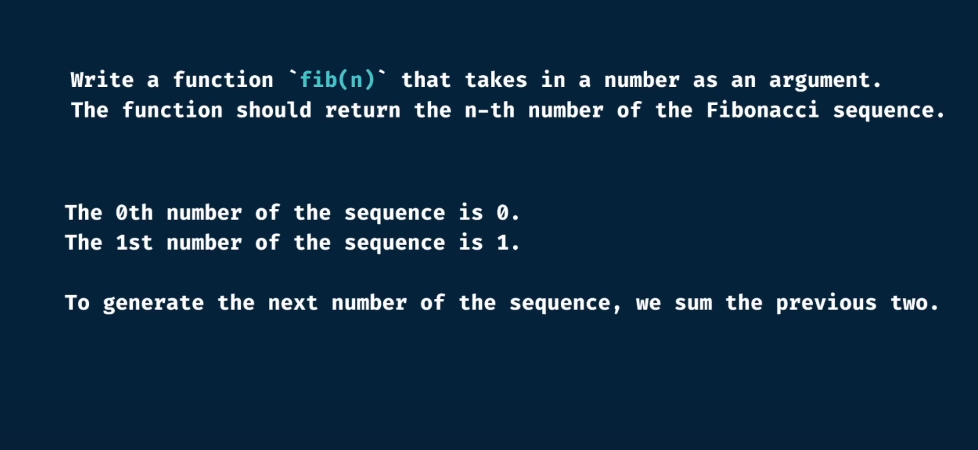 Write a function `fib(n)` that takes in a number as an argument.
The function should return the n-th number of the Fibonacci sequence.
The 0th number of the sequence is 0.
The 1st number of the sequence is 1.
To generate the next number of the sequence, we sum the previous two.